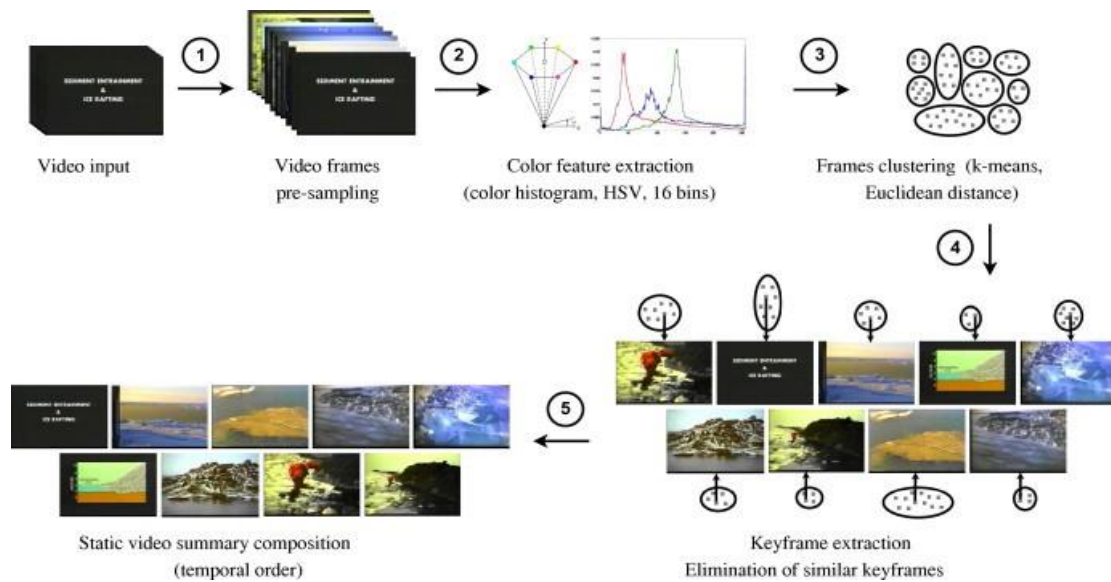 SEDIMENT ENTRAINMENT
&
ICE RAFTING
Video input
1
SEDIMENT ENTRAINMENT
&
ICE RAFTING
Video frames
pre-sampling
2
Color feature extraction
(color histogram, HSV, 16 bins)
3
Frames clustering (k-means,
Euclidean distance)
4
SEDIMENT ENTRAINMENT
&
ICE RAFTING
Keyframe extraction
Elimination of similar keyframes
5
SEDIMENT ENTRAINMENT
&
ICE RAFTING
Static video summary composition
(temporal order)